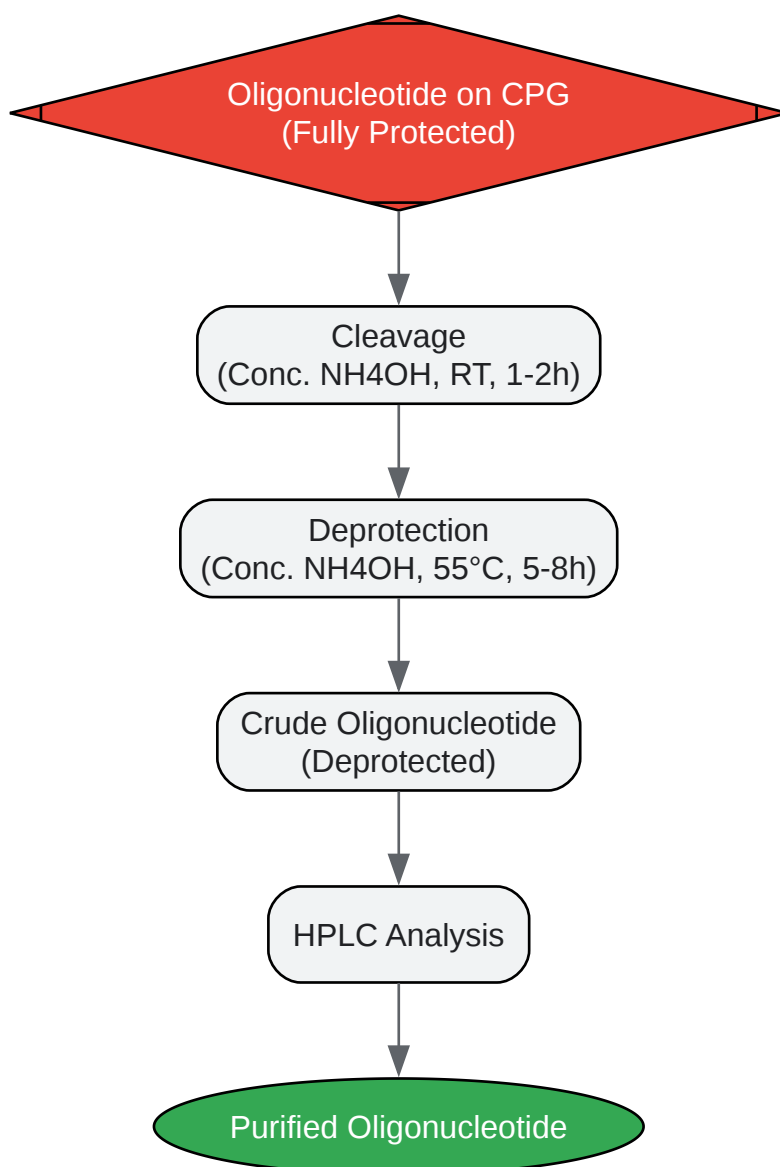 Oligonucleotide on CPG
(Fully Protected)
Cleavage
(Conc. NH4OH, RT, 1-2h)
Deprotection
(Conc. NH4OH, 55°C, 5-8h)
Crude Oligonucleotide
(Deprotected)
HPLC Analysis
Purified Oligonucleotide